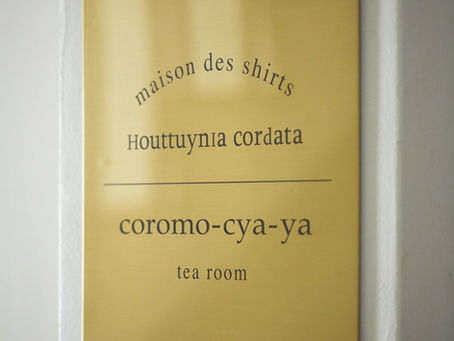 maison des shirts
Houttuynia cordata
coromo-cya-ya
tea room